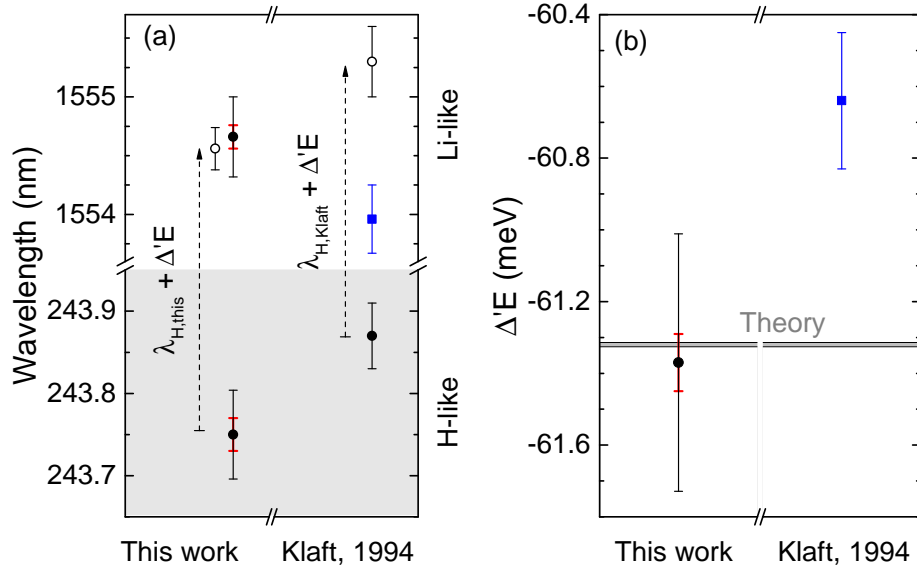 (a)
Wavelength (nm)
1555
1554
243.9
243.8
243.7
λH,this + Δ'E
λH,Klaft + Δ'E
Li-like
H-like
This work
Klaft, 1994
(b)
Δ'E (meV)
-60.4
-60.8
-61.2
-61.6
Theory
This work
Klaft, 1994